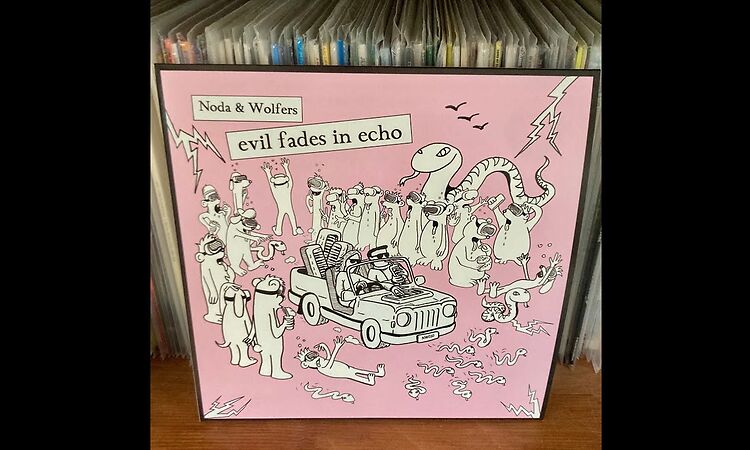 Noda & Wolfers
evil fades in echo